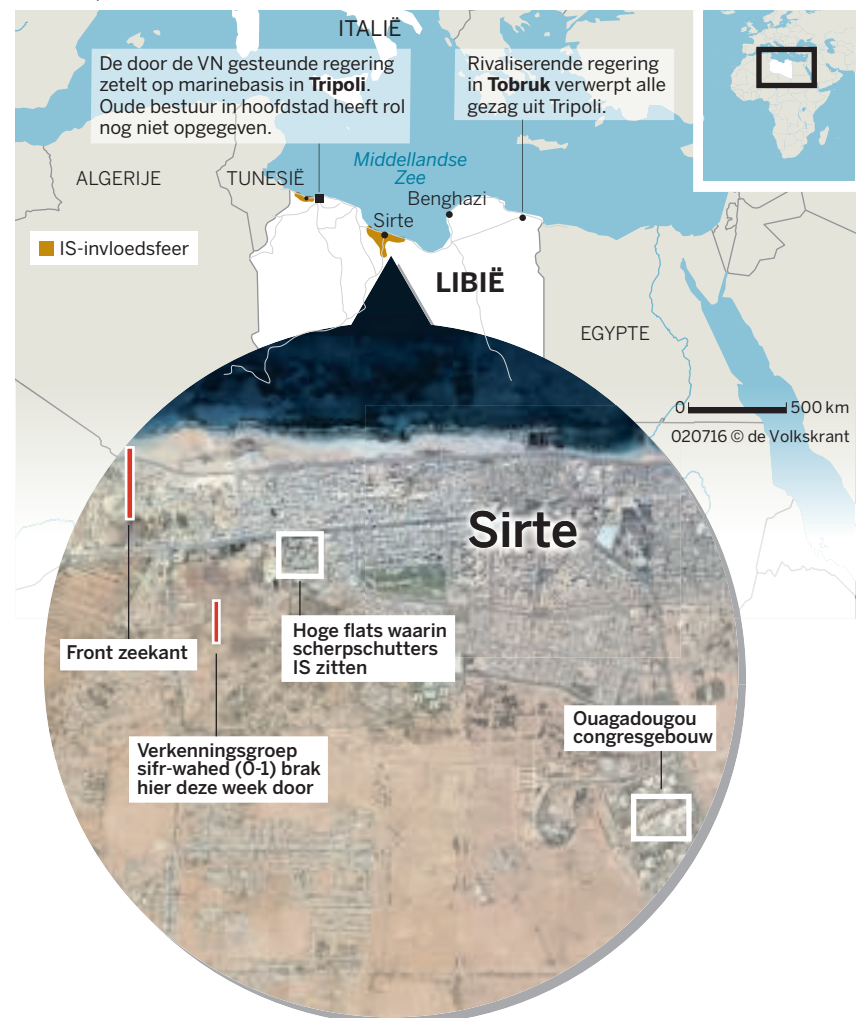 ITALIË
De door de VN gesteunde regering
zetelt op marinebasis in Tripoli.
Oude bestuur in hoofdstad heeft rol
nog niet opgegeven.
Rivaliserende regering
in Tobruk verwerpt alle
gezag uit Tripoli.
Middellandse
Zee
ALGERIJE
TUNESIË
Benghazi
Sirte
IS-invloedsfeer
LIBIË
EGYPTE
0
500 km
020716 © de Volkskrant
Sirte
Front zeekant
Hoge flats waarin
scherpschutters
IS zitten
Verkenningsgroep
sifr-wahed (0-1) brak
hier deze week door
Ouagadougou
congresgebouw